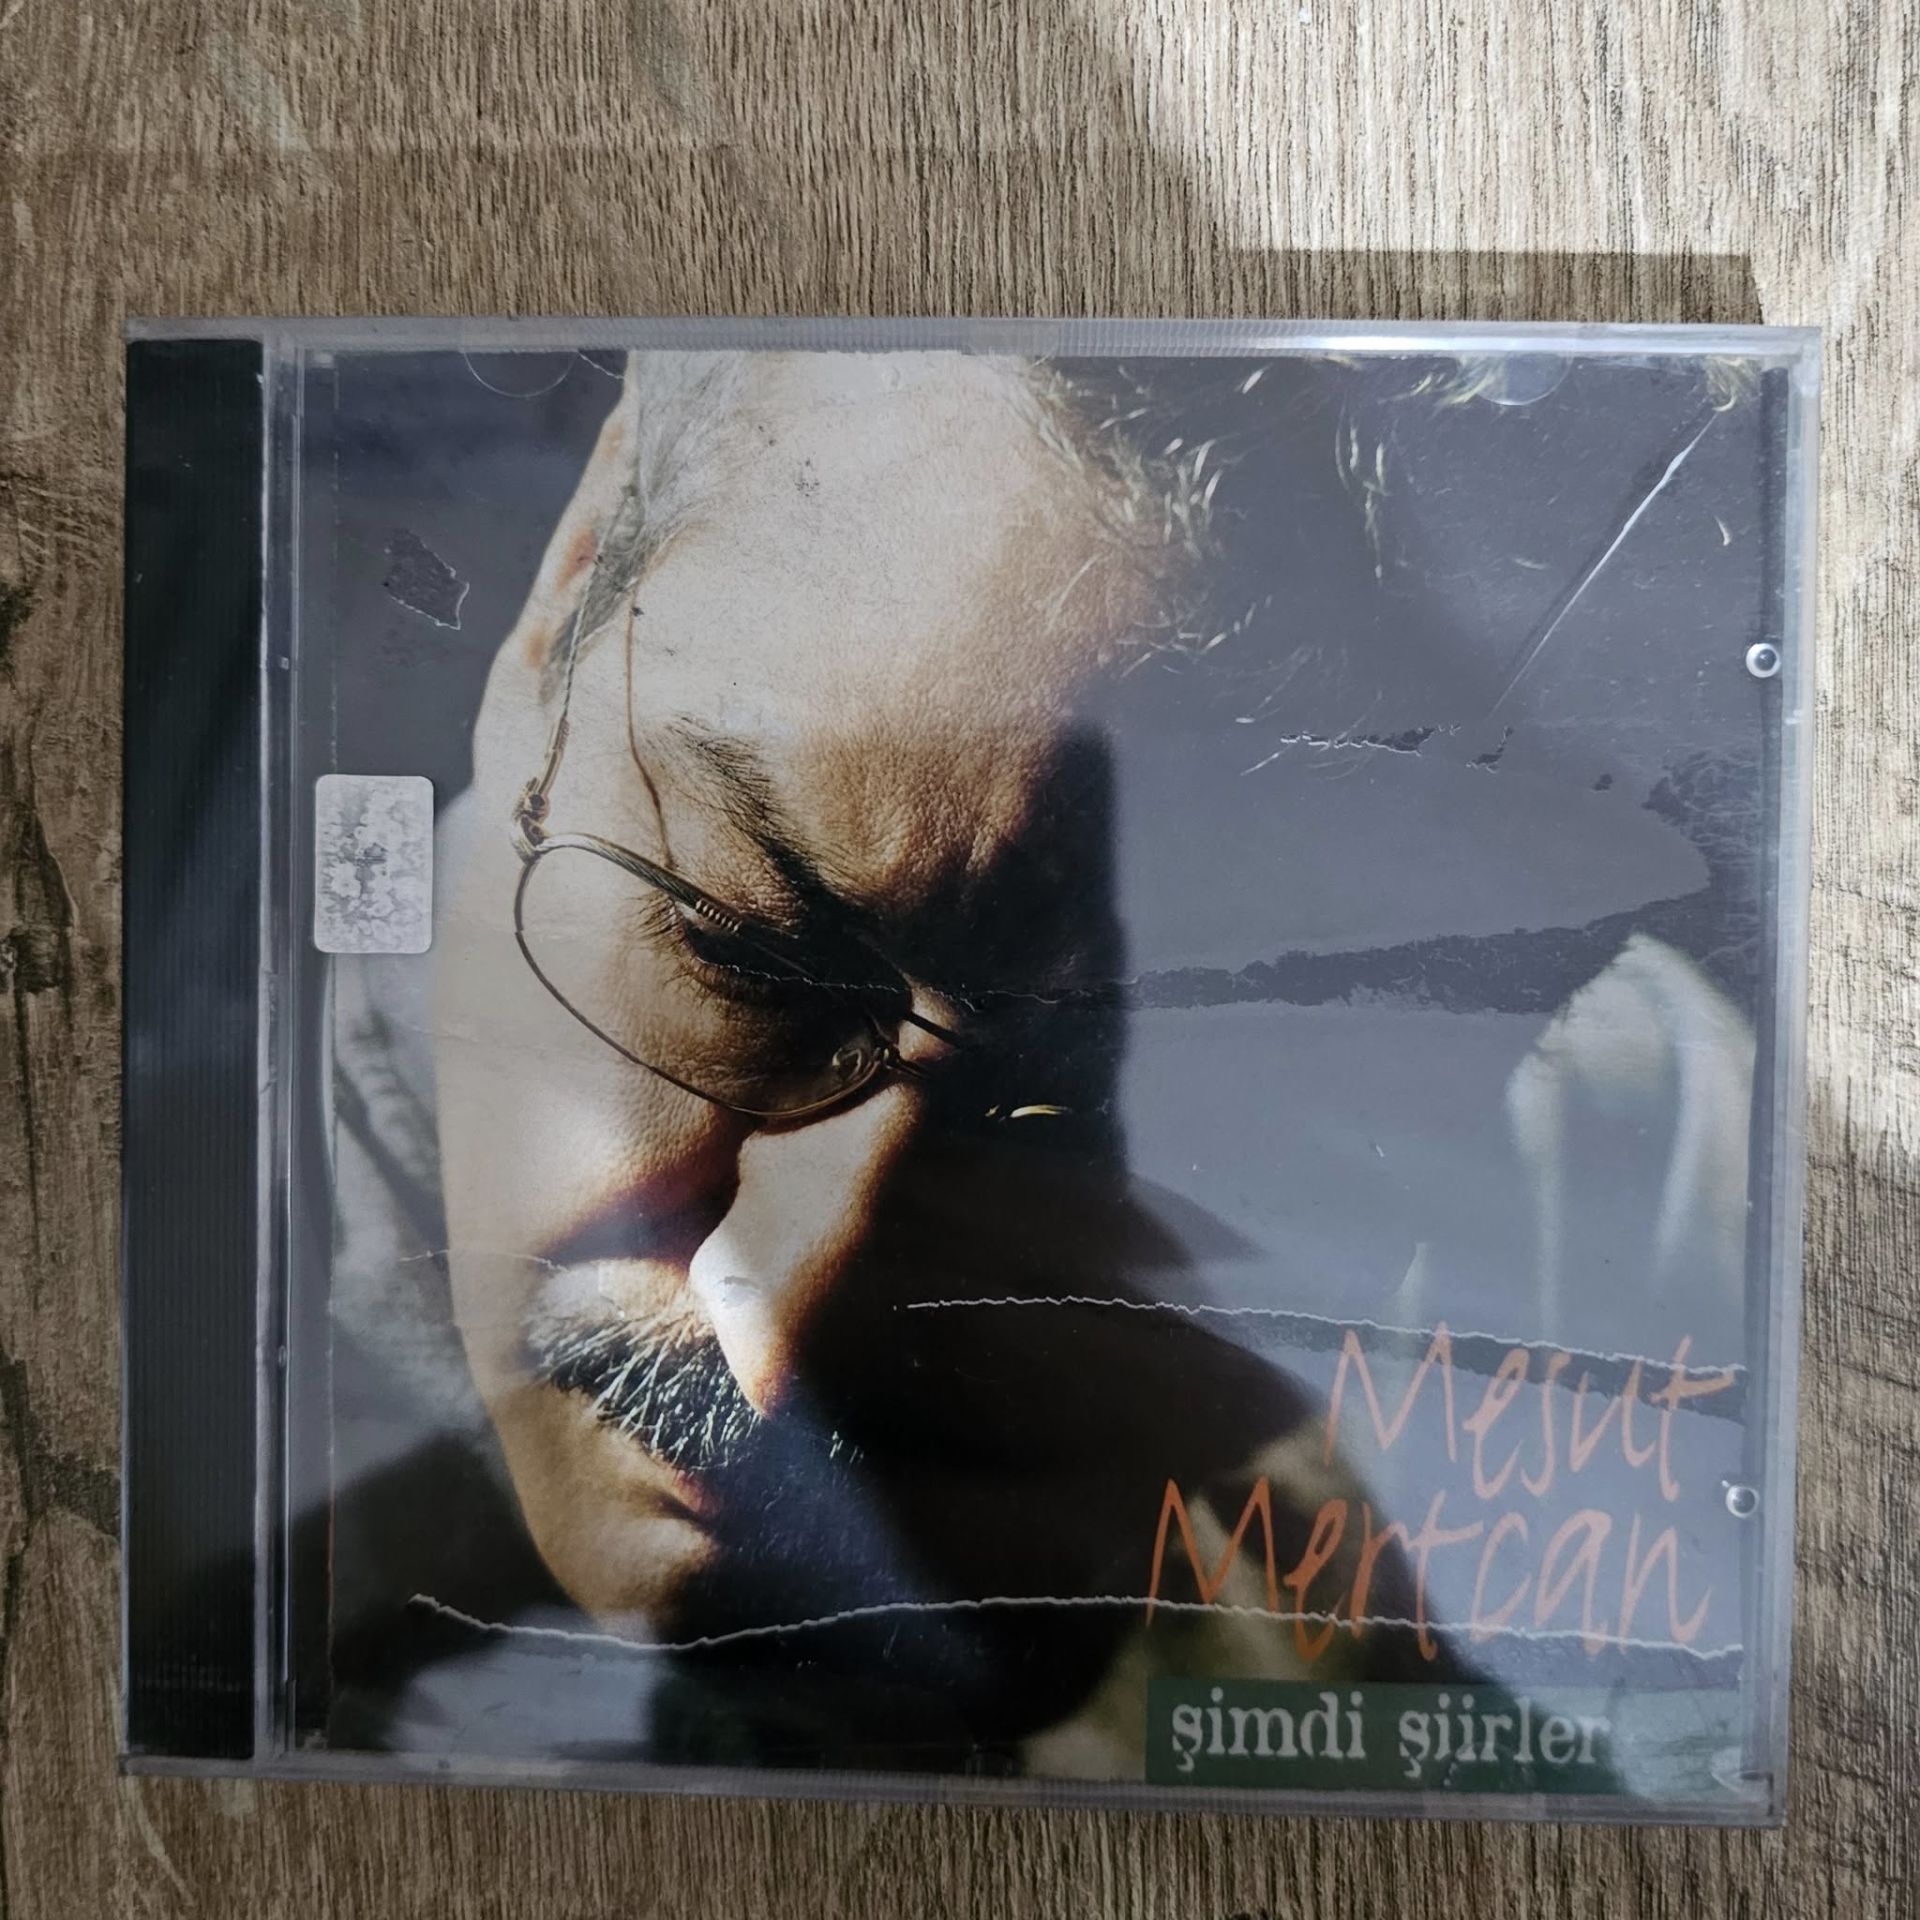 Mesut
Mertcan
şimdi şiirler